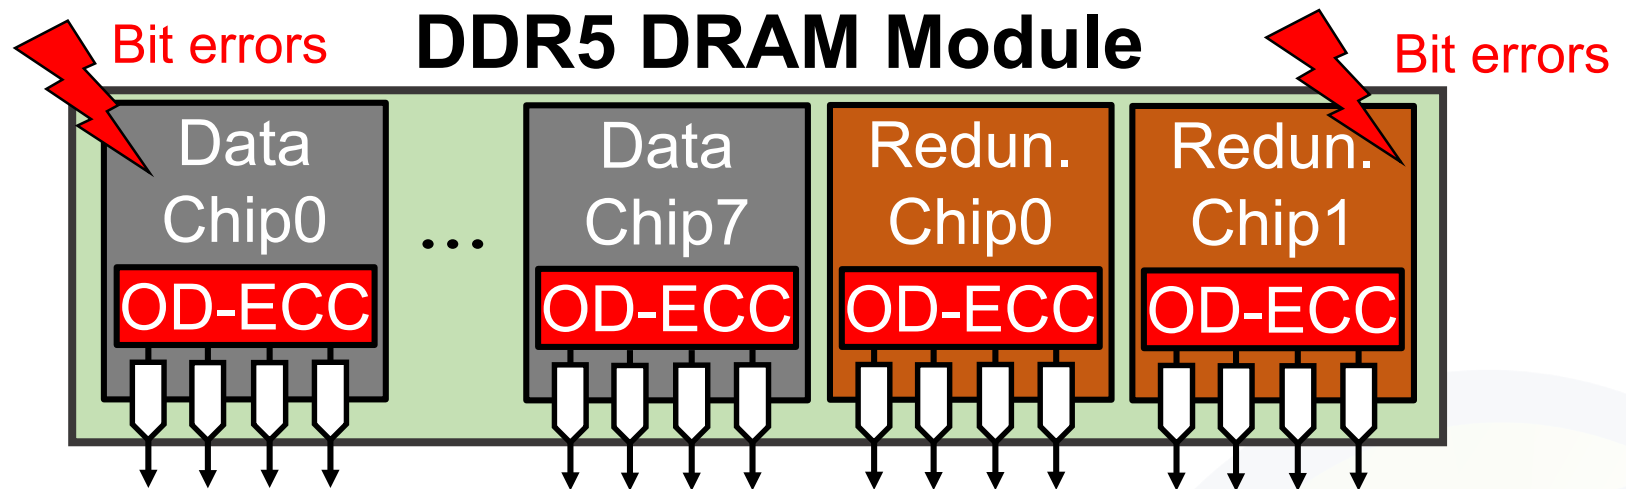 Bit errors
DDR5 DRAM Module
Bit errors
Data
Chip0
OD-ECC
...
Data
Chip7
OD-ECC
Redun.
Chip0
OD-ECC
Redun.
Chip1
OD-ECC